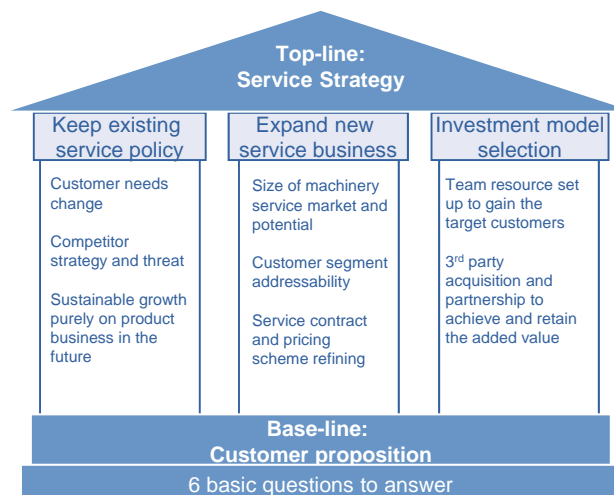 Top-line:
Service Strategy
Keep existing
service policy
Customer needs
change
Competitor
strategy and threat
Sustainable growth
purely on product
business in the
future
Expand new
service business
Size of machinery
service market and
potential
Customer segment
addressability
Service contract
and pricing
scheme refining
Investment model
selection
Team resource set
up to gain the
target customers
3rd party
acquisition and
partnership to
achieve and retain
the added value
Base-line:
Customer proposition
6 basic questions to answer